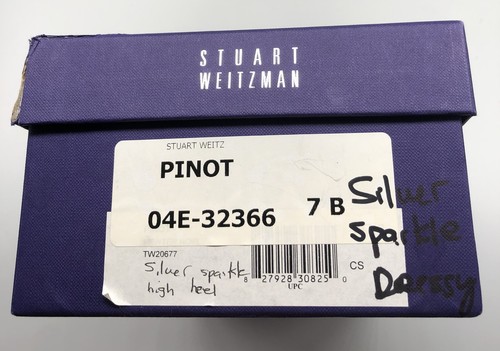 STUART
WEITZMAN
STUART WEITZ
PINOT
04E-32366 7 B
Silver
sparkle
Dressy
TW20677
Silver sparkle
high heel
8 27928 30825 0
UPC
CS